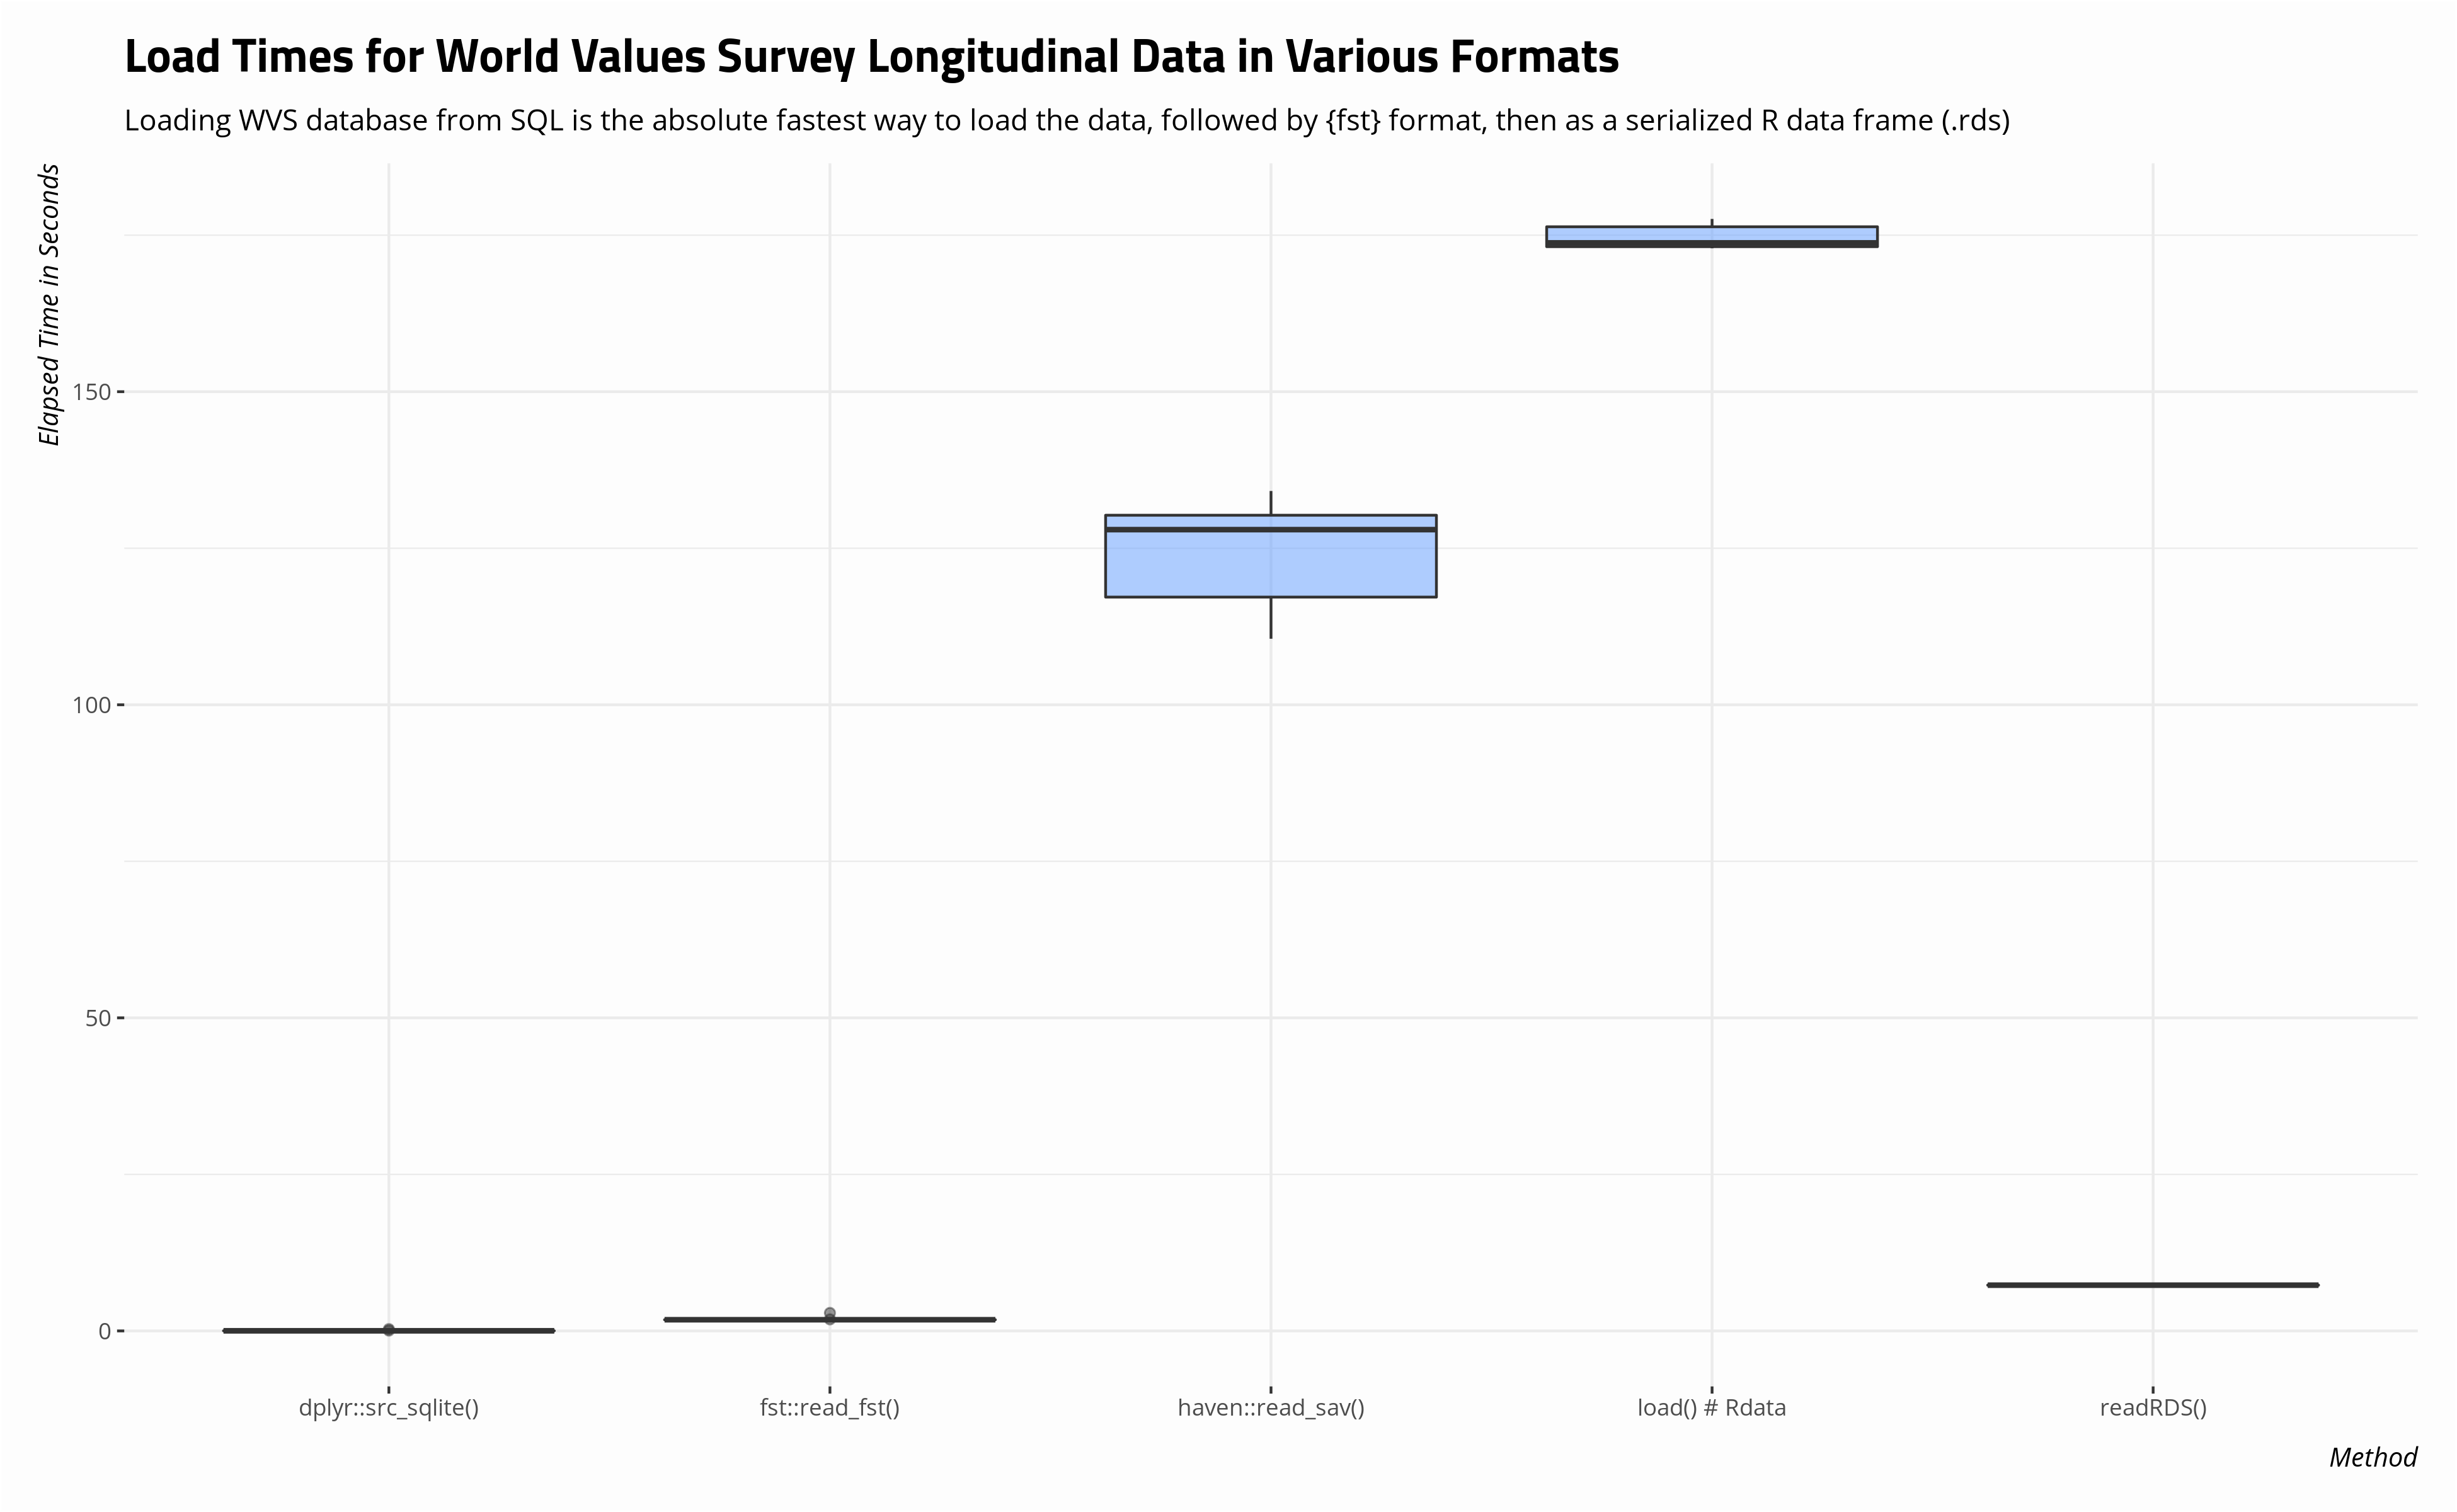 Load Times for World Values Survey Longitudinal Data in Various Formats
Loading WVS database from SQL is the absolute fastest way to load the data, followed by {fst} format, then as a serialized R data frame (.rds)
Elapsed Time in Seconds
150
100
50
0
dplyr::src_sqlite()
fst::read_fst()
haven::read_sav()
load() # Rdata
readRDS()
Method